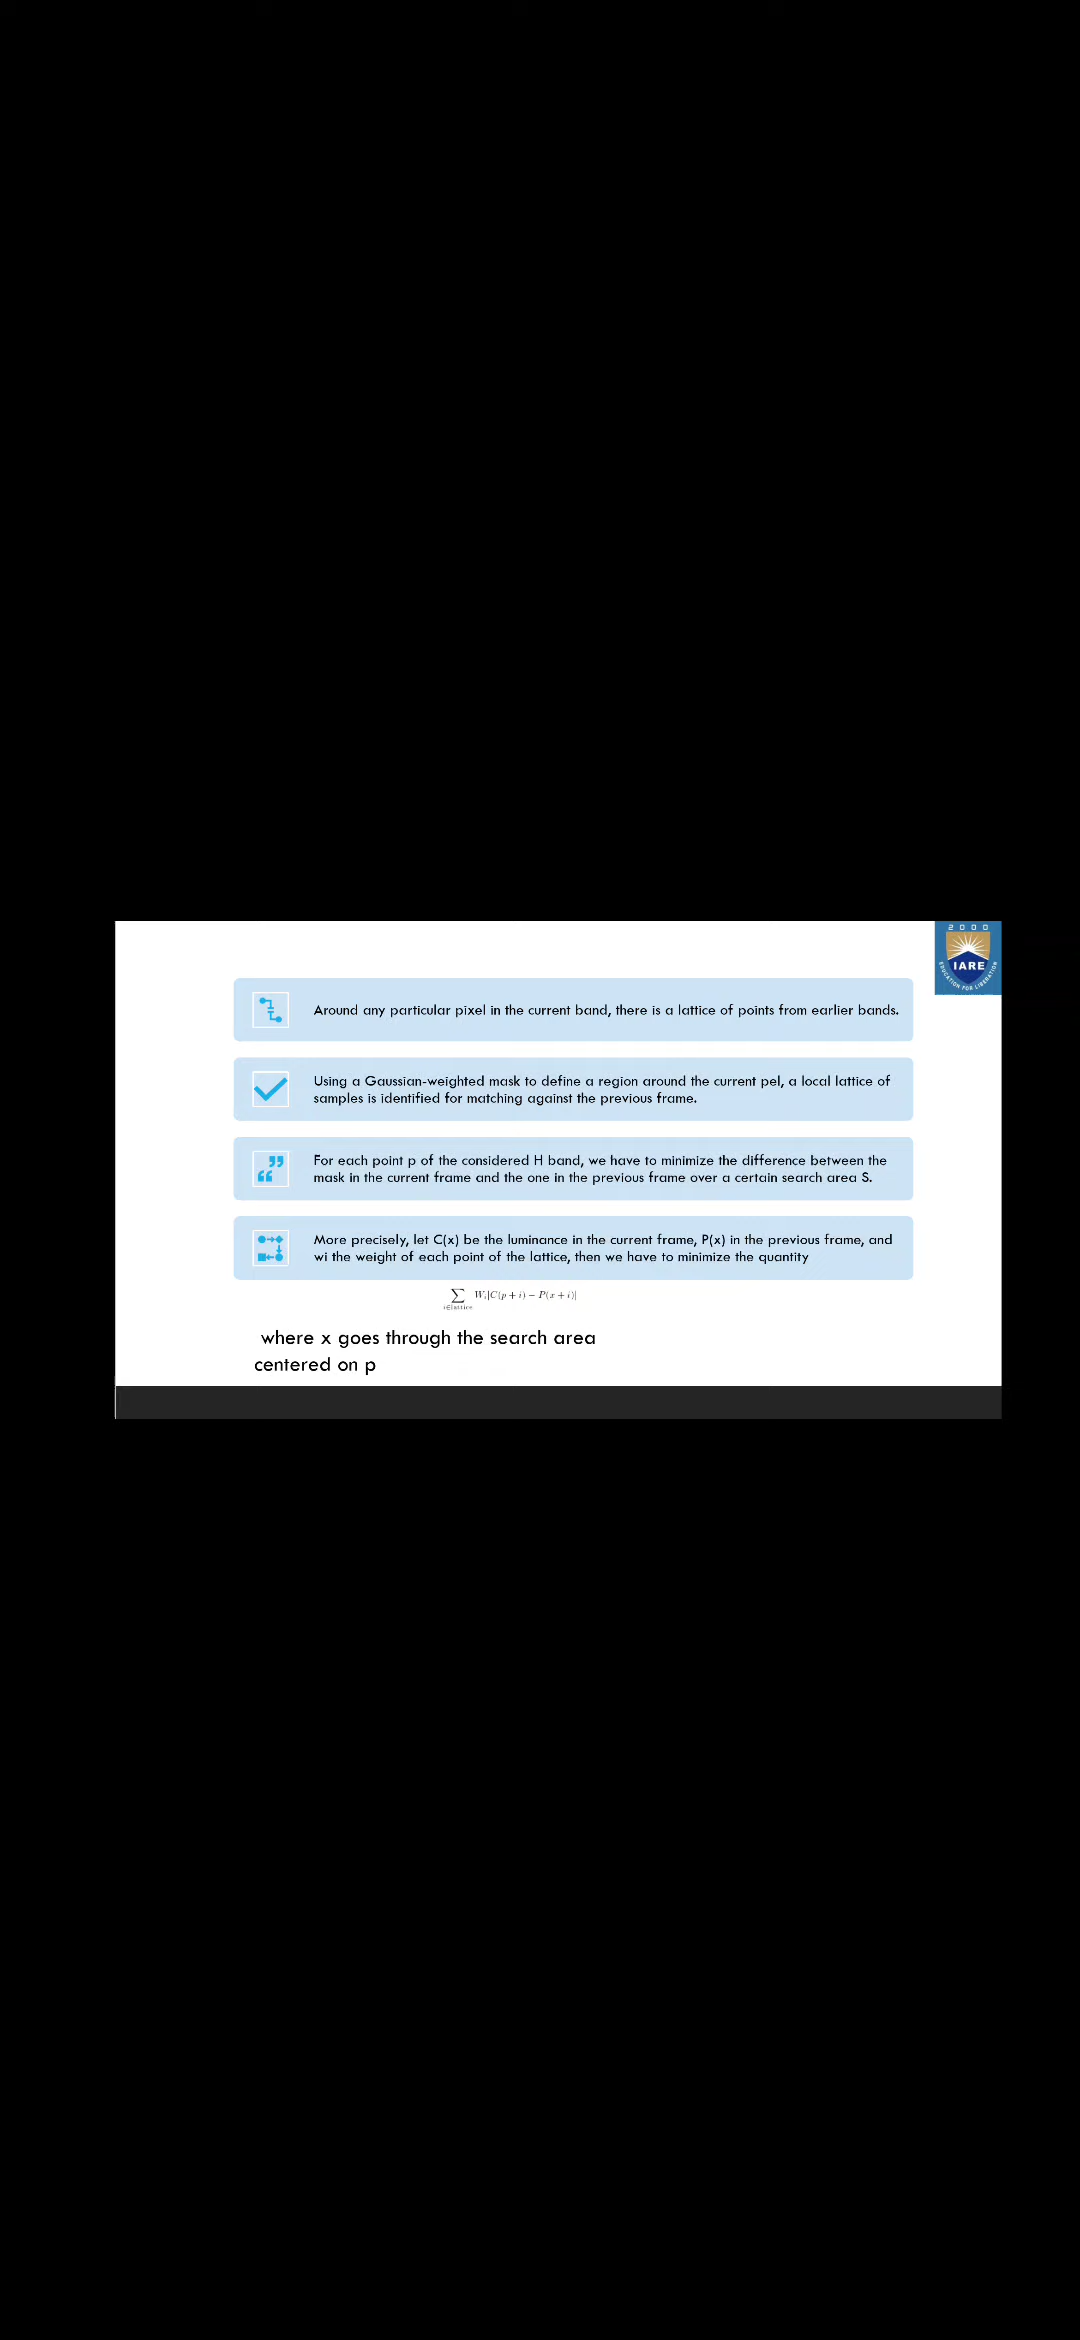 2000
IARE
EDUCATION FOR LIBERATION
Around any particular pixel in the current band, there is a lattice of points from earlier bands.
Using a Gaussian-weighted mask to define a region around the current pel, a local lattice of
samples is identified for matching against the previous frame.
For each point p of the considered H band, we have to minimize the difference between the
mask in the current frame and the one in the previous frame over a certain search area S.
More precisely, let C(x) be the luminance in the current frame, P(x) in the previous frame, and
wi the weight of each point of the lattice, then we have to minimize the quantity
∑ Wᵢ|C(p + i) − P(x + i)|
i∈lattice
where x goes through the search area
centered on p